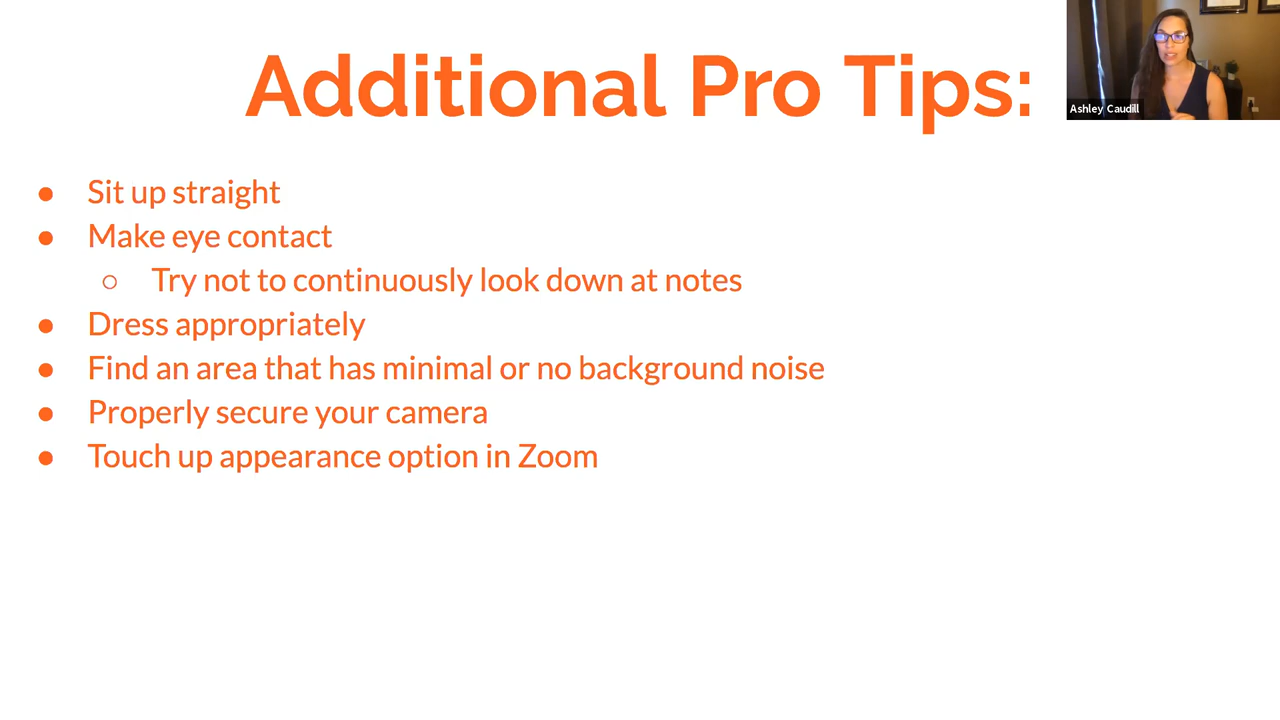 Additional Pro Tips:
Ashley Caudill
● Sit up straight
● Make eye contact
○ Try not to continuously look down at notes
● Dress appropriately
● Find an area that has minimal or no background noise
● Properly secure your camera
● Touch up appearance option in Zoom